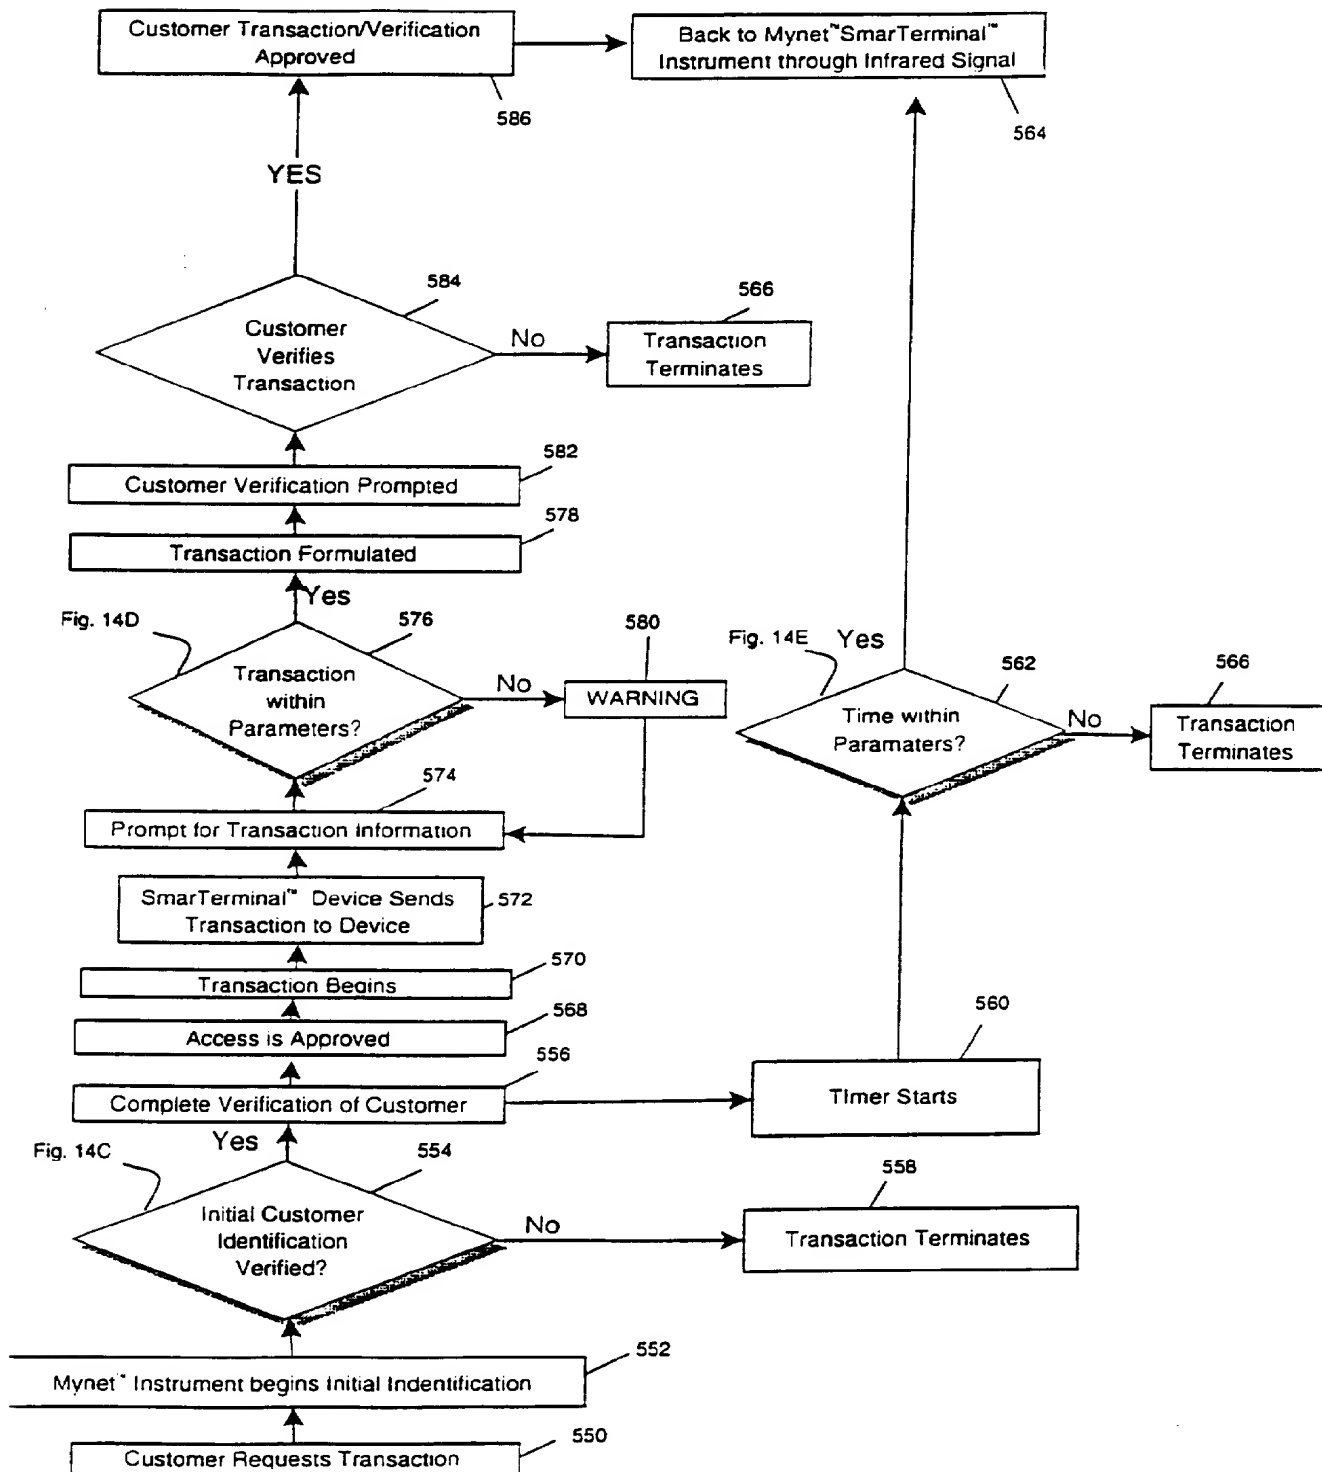 Customer Transaction/Verification
Approved
586
Back to Mynet™SmarTerminal™
Instrument through Infrared Signal
564
YES
584
Customer
Verifies
Transaction
No
566
Transaction
Terminates
582
Customer Verification Prompted
578
Transaction Formulated
Yes
Fig. 14D
576
Transaction
within
Parameters?
No
580
WARNING
Fig. 14E
Yes
562
Time within
Paramaters?
No
566
Transaction
Terminates
574
Prompt for Transaction Information
SmarTerminal™ Device Sends
Transaction to Device
572
570
Transaction Begins
568
Access is Approved
556
Complete Verification of Customer
560
Timer Starts
Yes
Fig. 14C
554
Initial Customer
Identification
Verified?
No
558
Transaction Terminates
552
Mynet™ Instrument begins Initial Indentification
550
Customer Requests Transaction